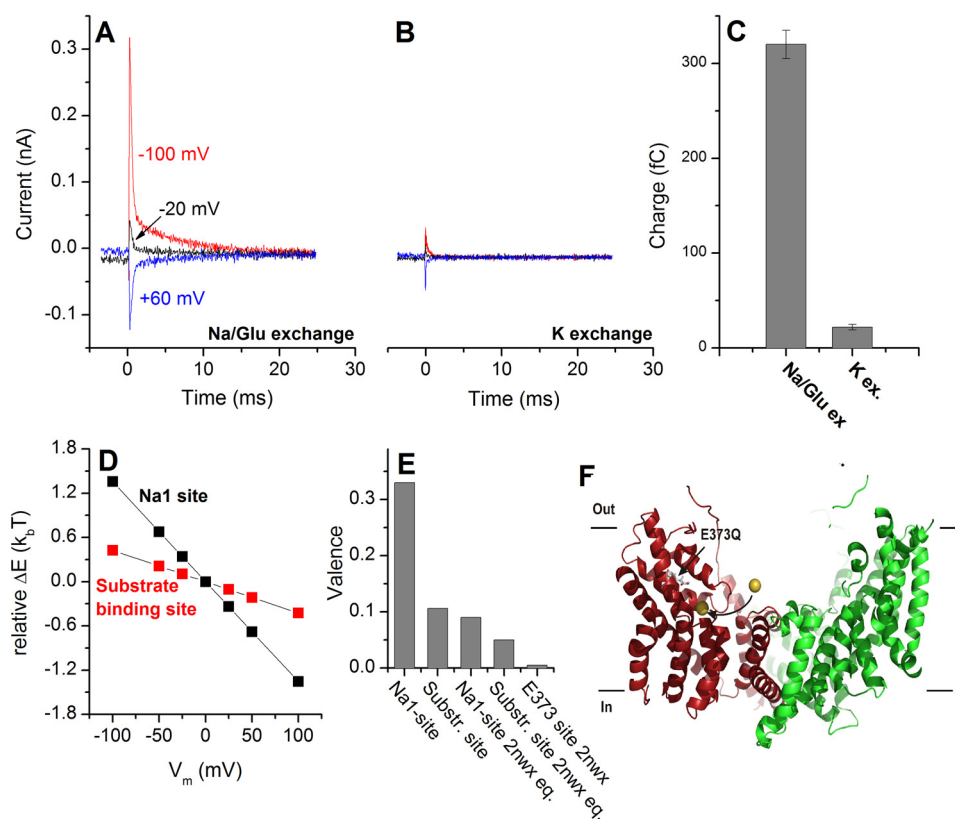 A
Current (nA)
0.3
0.2
0.1
0.0
-0.1
-100 mV
-20 mV
+60 mV
Na/Glu exchange
0 10 20 30
Time (ms)
B
K exchange
0 10 20 30
Time (ms)
C
Charge (fC)
300
200
100
0
Na/Glu ex
K ex.
D
relative ΔE (k_bT)
1.8
1.2
0.6
0.0
-0.6
-1.2
-1.8
Na1 site
Substrate
binding site
-100 -50 0 50 100
V_m (mV)
E
Valence
0.3
0.2
0.1
0.0
Na1-site
Substr. site
Na1-site 2nwx eq.
Substr. site 2nwx eq.
E373 site 2nwx
F
Out
E373Q
In